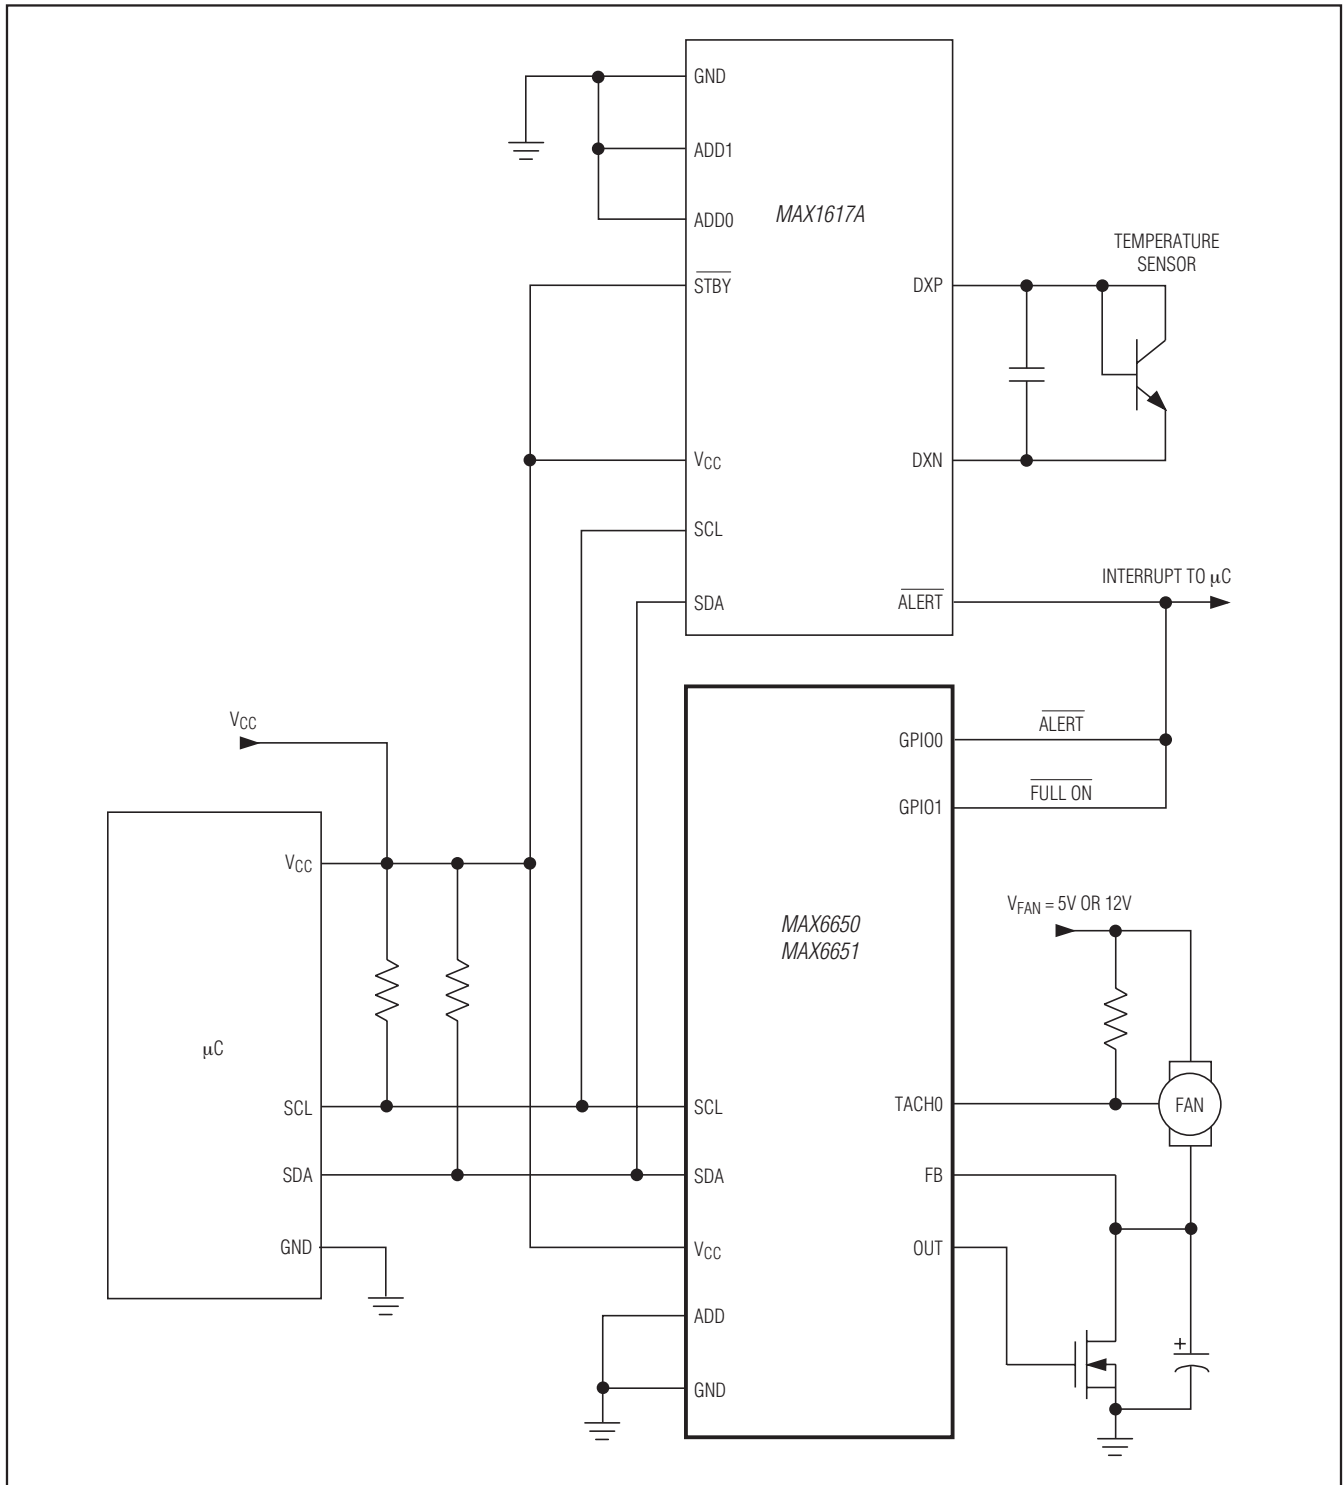 GND
ADD1
ADD0
MAX1617A
STBY
DXP
TEMPERATURE
SENSOR
VCC
DXN
SCL
INTERRUPT TO µC
SDA
ALERT
VCC
GPIO0
ALERT
GPIO1
FULL ON
VCC
VFAN = 5V OR 12V
MAX6650
MAX6651
µC
SCL
SCL
TACH0
FAN
SDA
SDA
FB
GND
VCC
OUT
ADD
+
GND